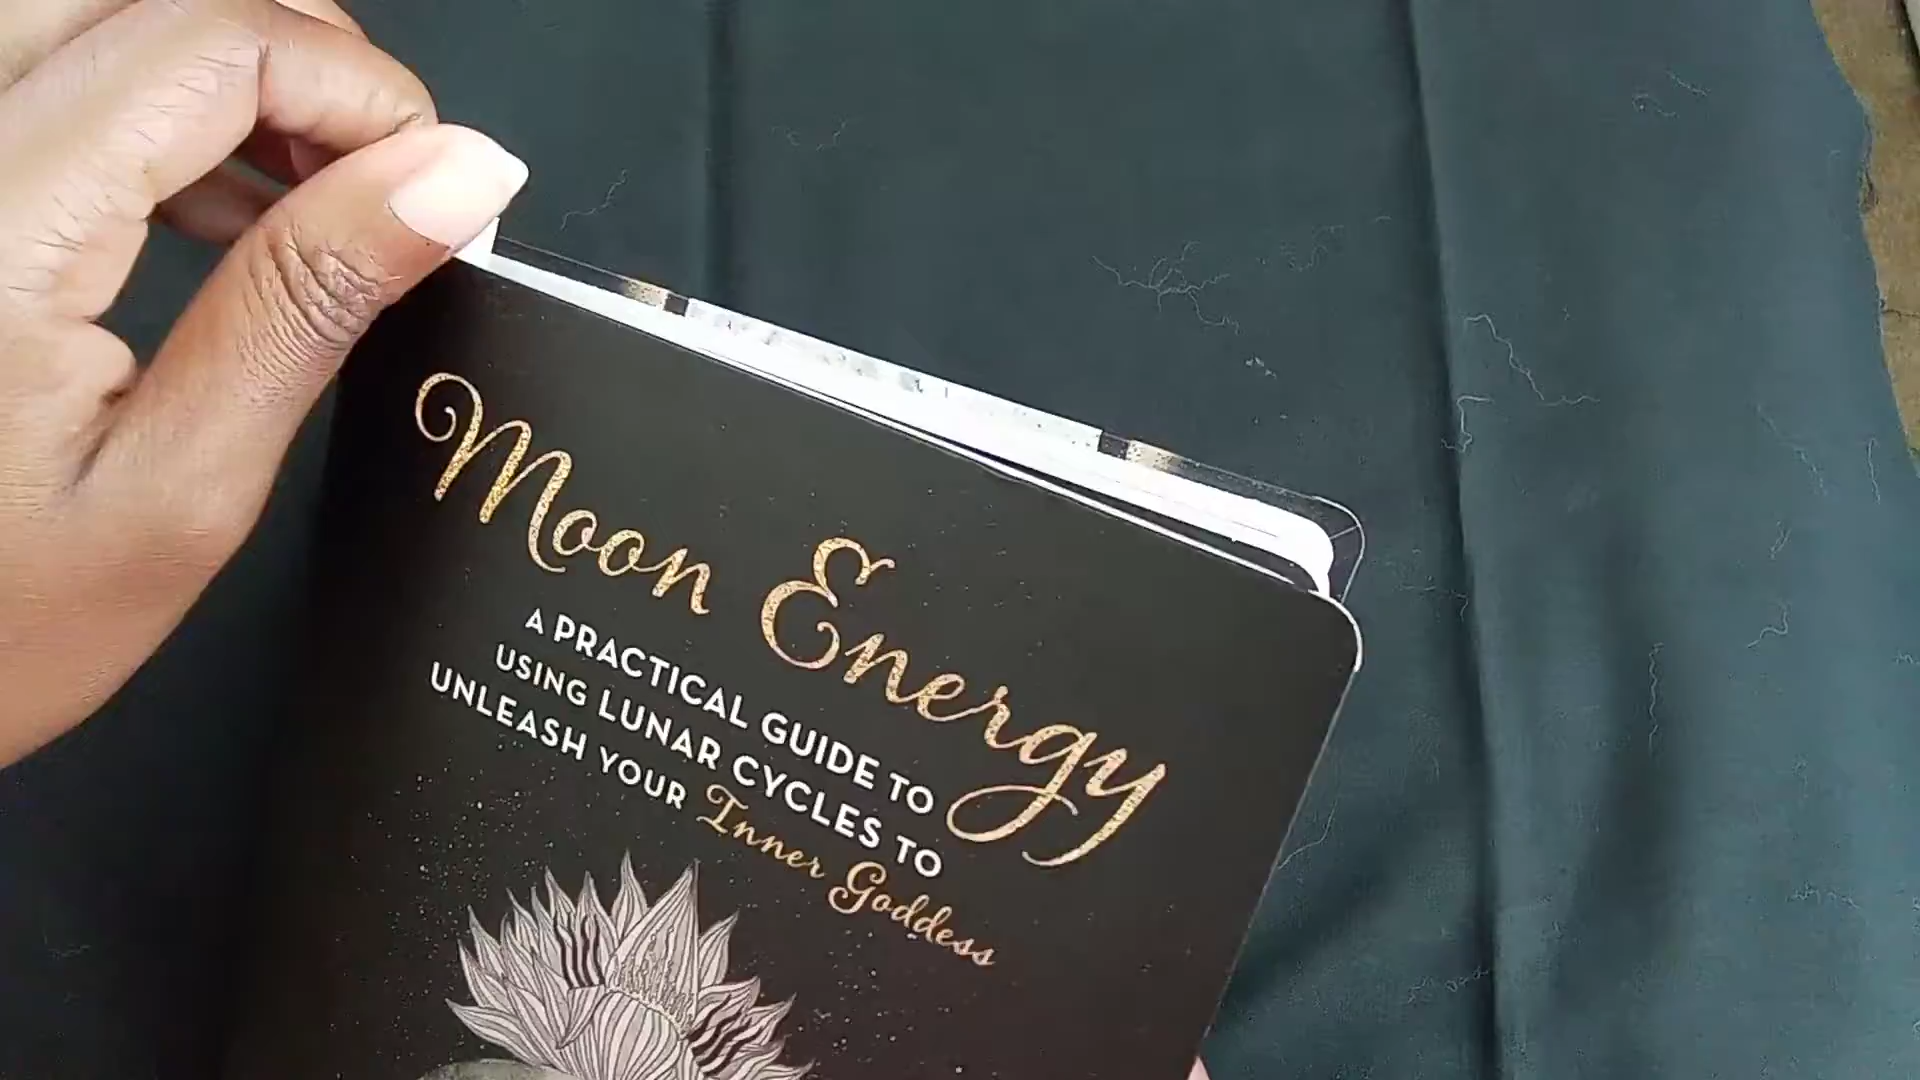 Moon Energy
A PRACTICAL GUIDE TO
USING LUNAR CYCLES TO
UNLEASH YOUR Inner Goddess